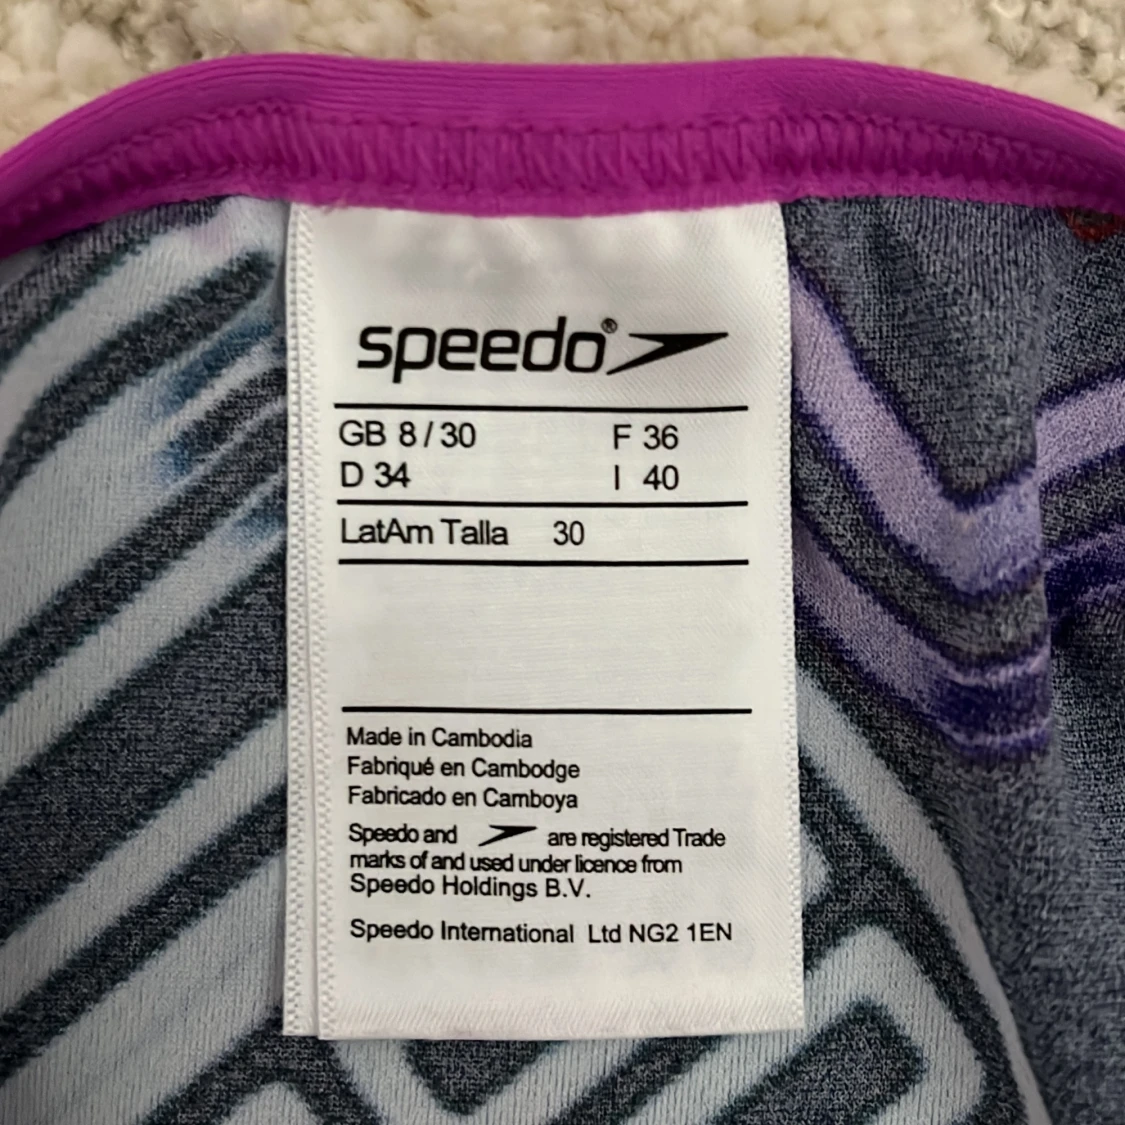 speedo®
GB 8/30 F 36
D 34 I 40
LatAm Talla 30
Made in Cambodia
Fabriqué en Cambodge
Fabricado en Camboya
Speedo and are registered Trade
marks of and used under licence from
Speedo Holdings B.V.
Speedo International Ltd NG2 1EN